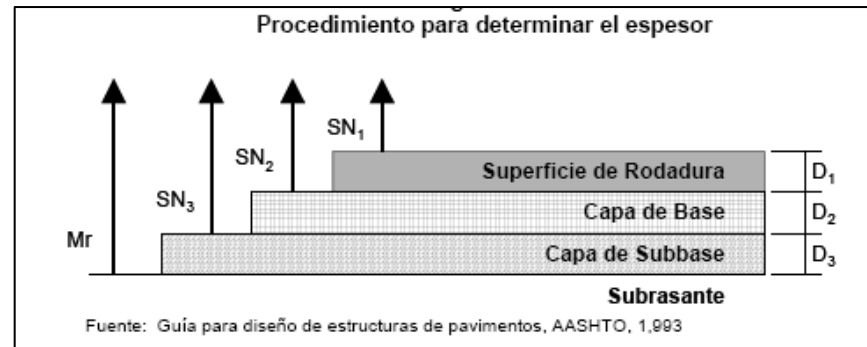 Procedimiento para determinar el espesor
SN1
Superficie de Rodadura D1
SN2
Capa de Base D2
SN3
Capa de Subbase D3
Mr
Subrasante
Fuente: Guía para diseño de estructuras de pavimentos, AASHTO, 1,993